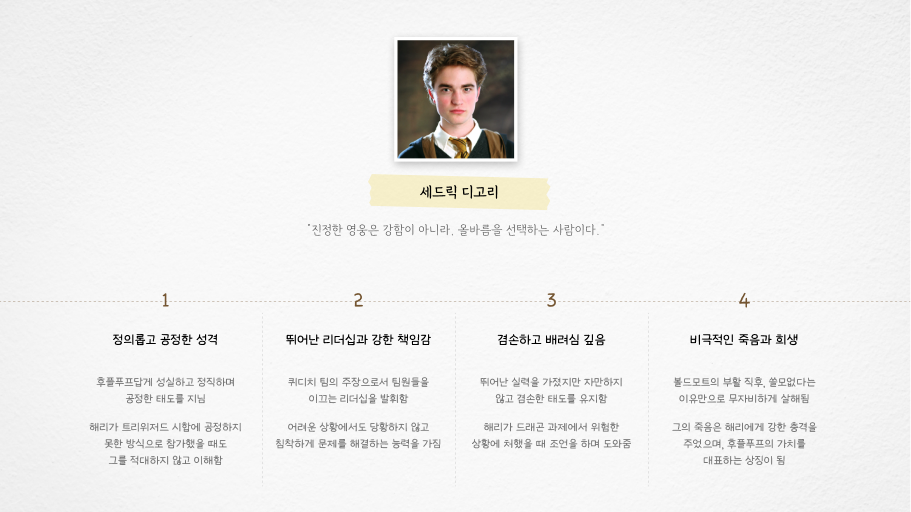 세드릭 디고리
"진정한 영웅은 강함이 아니라, 올바름을 선택하는 사람이다."
1
정의롭고 공정한 성격
후플푸프답게 성실하고 정직하며
공정한 태도를 지님
해리가 트리위저드 시합에 공정하지
못한 방식으로 참가했을 때도
그를 적대하지 않고 이해함
2
뛰어난 리더십과 강한 책임감
퀴디치 팀의 주장으로서 팀원들을
이끄는 리더십을 발휘함
어려운 상황에서도 당황하지 않고
침착하게 문제를 해결하는 능력을 가짐
3
겸손하고 배려심 깊음
뛰어난 실력을 가졌지만 자만하지
않고 겸손한 태도를 유지함
해리가 드래곤 과제에서 위험한
상황에 처했을 때 조언을 하며 도와줌
4
비극적인 죽음과 희생
볼드모트의 부활 직후, 쓸모없다는
이유만으로 무자비하게 살해됨
그의 죽음은 해리에게 강한 충격을
주었으며, 후플푸프의 가치를
대표하는 상징이 됨